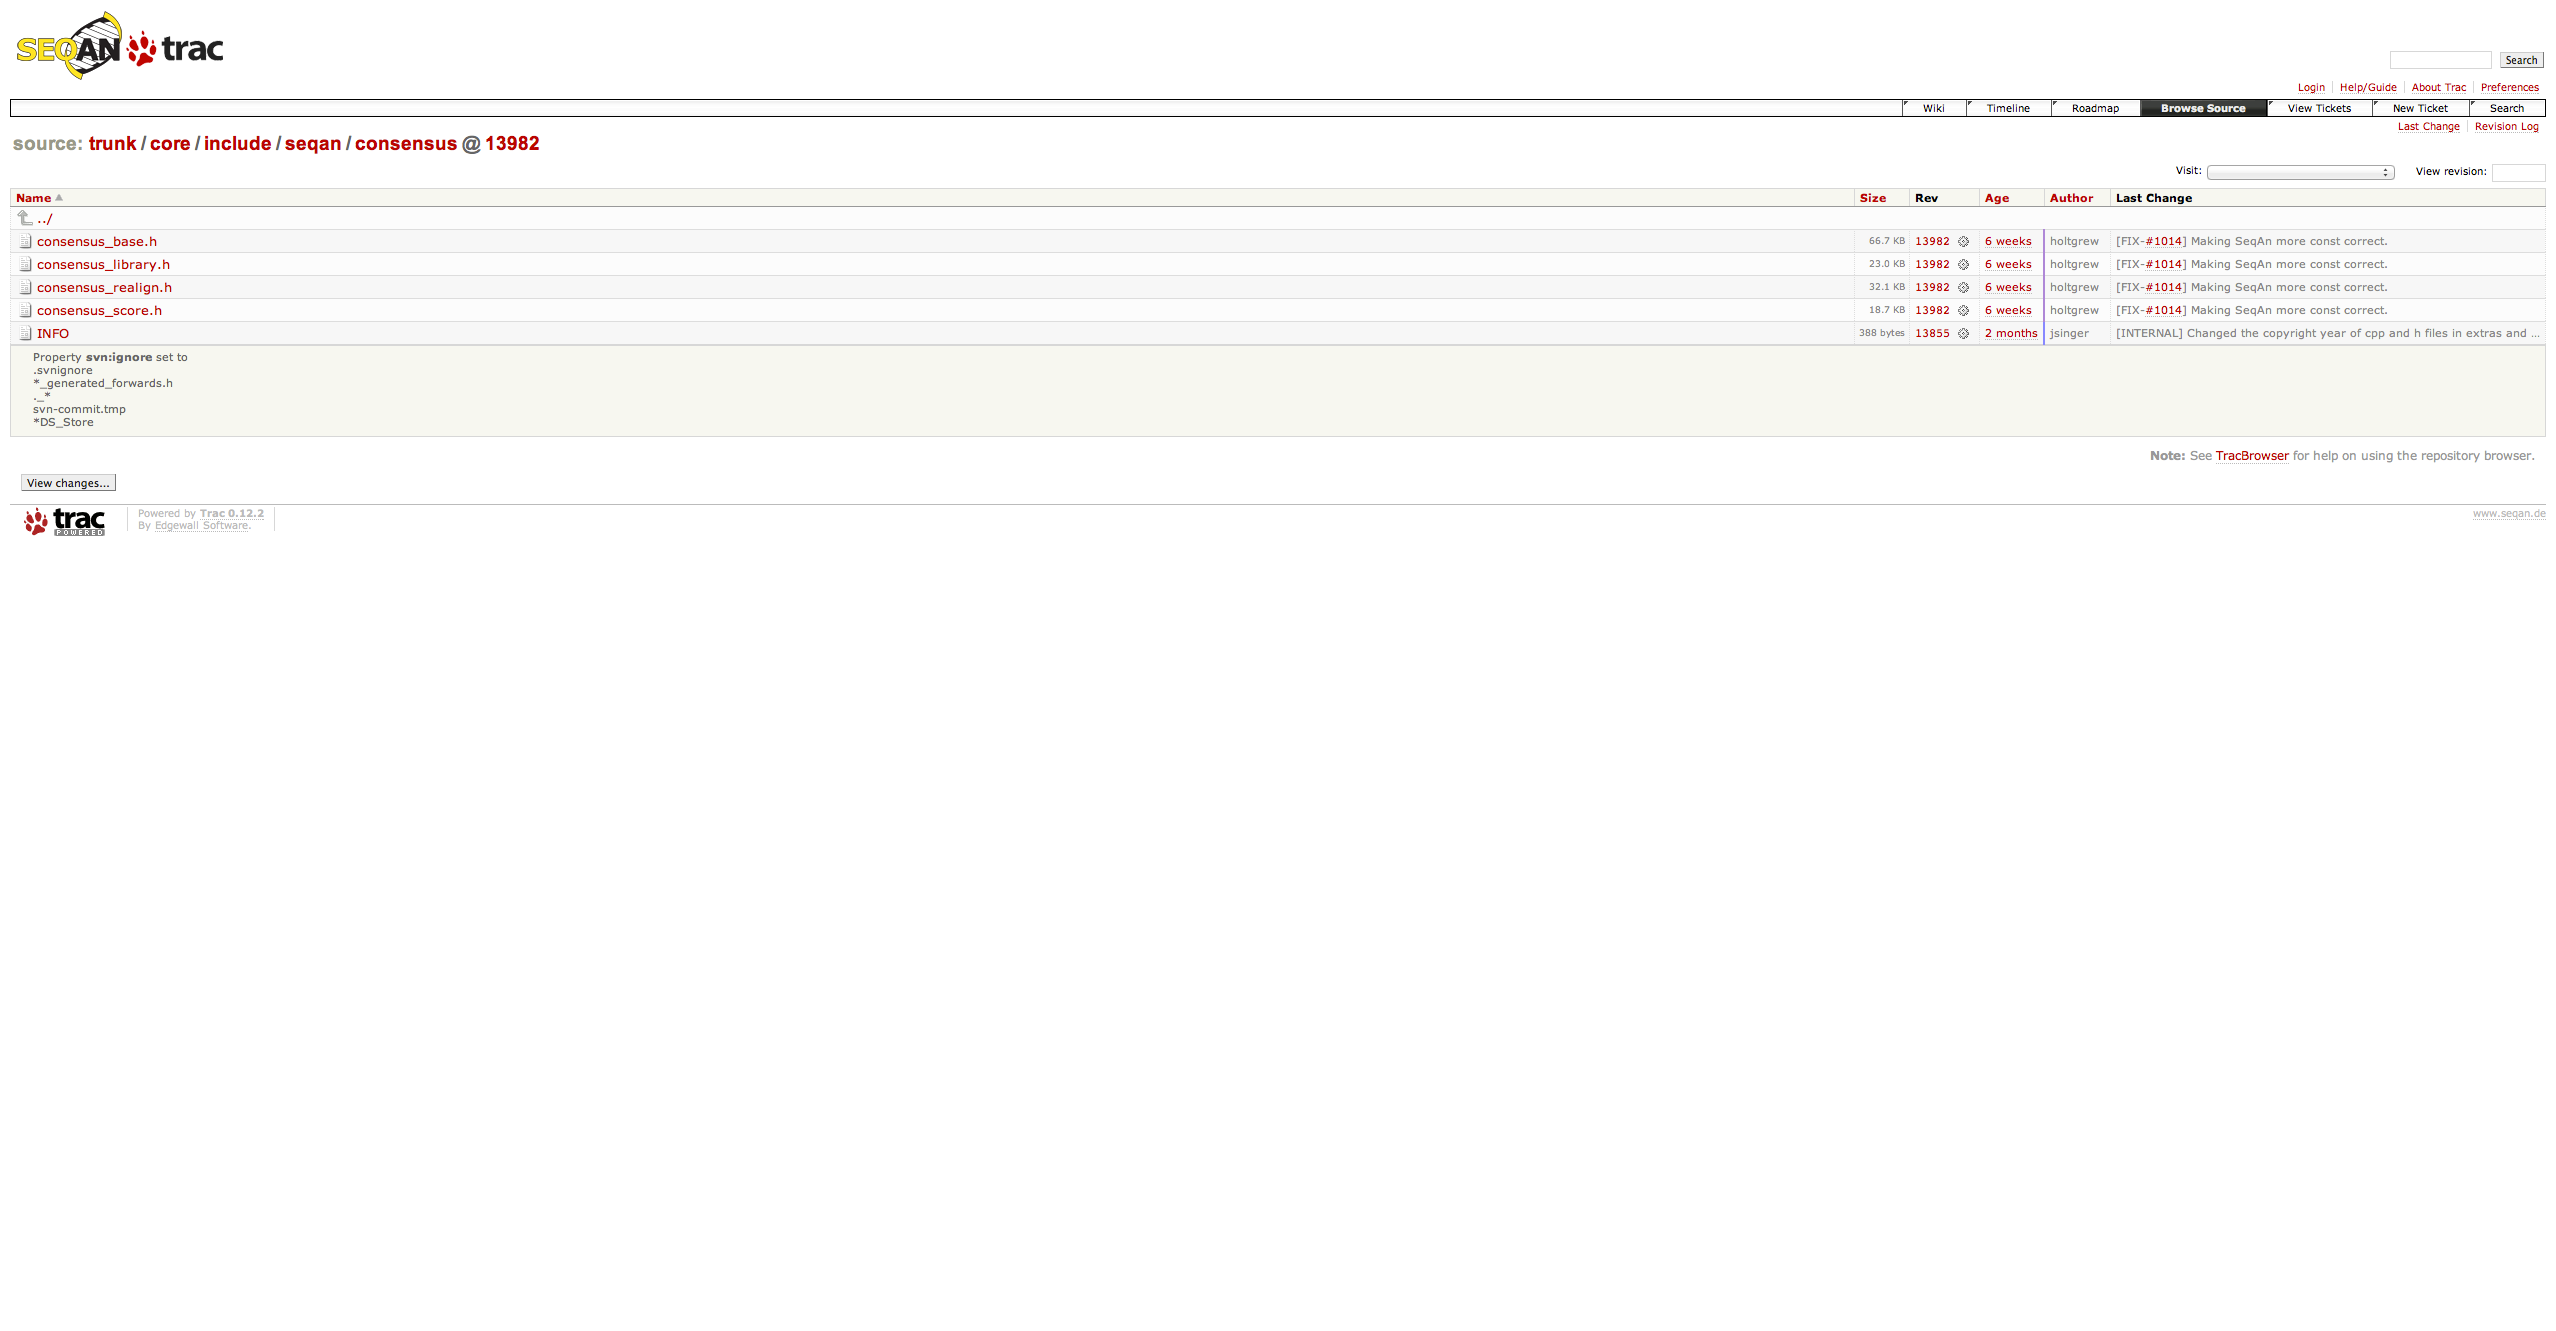 SEQAN trac
Search
Login Help/Guide About Trac Preferences
Wiki Timeline Roadmap Browse Source View Tickets New Ticket Search
Last Change Revision Log
source: trunk / core / include / seqan / consensus @ 13982
Visit: View revision:
Name Size Rev Age Author Last Change
../
consensus_base.h 66.7 KB 13982 6 weeks holtgrew [FIX-#1014] Making SeqAn more const correct.
consensus_library.h 23.0 KB 13982 6 weeks holtgrew [FIX-#1014] Making SeqAn more const correct.
consensus_realign.h 32.1 KB 13982 6 weeks holtgrew [FIX-#1014] Making SeqAn more const correct.
consensus_score.h 18.7 KB 13982 6 weeks holtgrew [FIX-#1014] Making SeqAn more const correct.
INFO 388 bytes 13855 2 months jsinger [INTERNAL] Changed the copyright year of cpp and h files in extras and …
Property svn:ignore set to
.svnignore
*_generated_forwards.h
._*
svn-commit.tmp
*DS_Store
Note: See TracBrowser for help on using the repository browser.
View changes...
trac POWERED
Powered by Trac 0.12.2
By Edgewall Software.
www.seqan.de